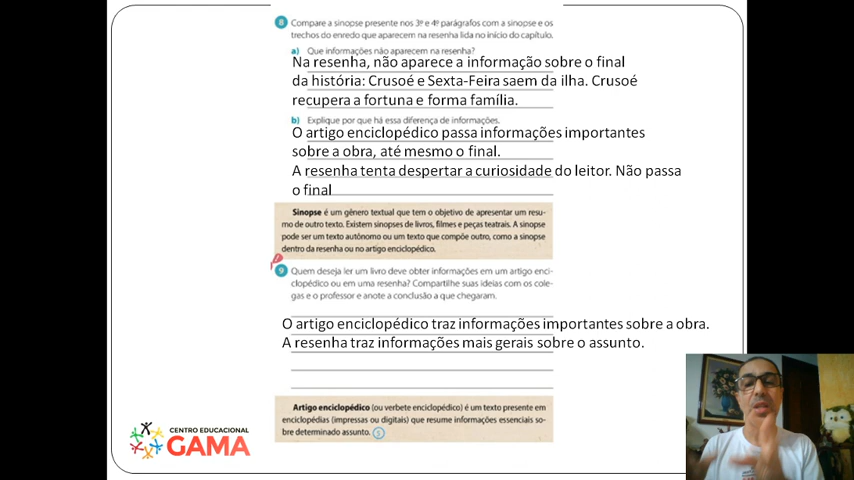 8 Compare a sinopse presente nos 3º e 4º parágrafos com a sinopse e os
trechos do enredo que aparecem na resenha lida no início do capítulo.
a) Que informações não aparecem na resenha?
Na resenha, não aparece a informação sobre o final
da história: Crusoé e Sexta-Feira saem da ilha. Crusoé
recupera a fortuna e forma família.
b) Explique por que há essa diferença de informações.
O artigo enciclopédico passa informações importantes
sobre a obra, até mesmo o final.
A resenha tenta despertar a curiosidade do leitor. Não passa
o final
Sinopse é um gênero textual que tem o objetivo de apresentar um resu-
mo de outro texto. Existem sinopses de livros, filmes e peças teatrais. A sinopse
pode ser um texto autônomo ou um texto que compõe outro, como a sinopse
dentro da resenha ou no artigo enciclopédico.
9 Quem deseja ler um livro deve obter informações em um artigo enci-
clopédico ou em uma resenha? Compartilhe suas ideias com os cole-
gas e o professor e anote a conclusão a que chegaram.
O artigo enciclopédico traz informações importantes sobre a obra.
A resenha traz informações mais gerais sobre o assunto.
Artigo enciclopédico (ou verbete enciclopédico) é um texto presente em
enciclopédias (impressas ou digitais) que resume informações essenciais so-
bre determinado assunto.
CENTRO EDUCACIONAL
GAMA